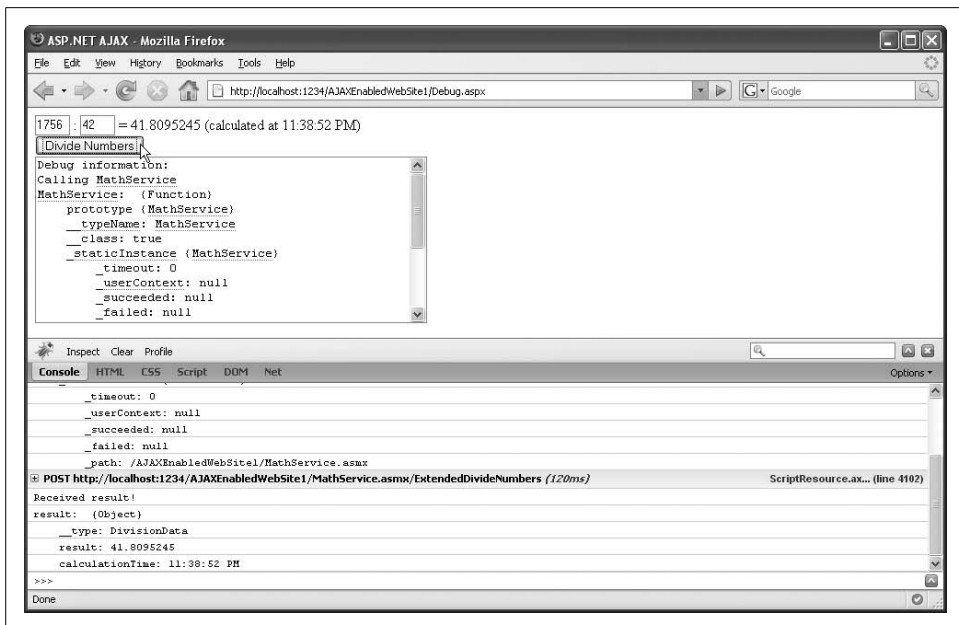 ASP.NET AJAX - Mozilla Firefox
File Edit View History Bookmarks Tools Help
http://localhost:1234/AJAXEnabledWebSite1/Debug.aspx
G Google
1756 : 42 = 41.8095245 (calculated at 11:38:52 PM)
Divide Numbers
Debug information:
Calling MathService
MathService: {Function}
prototype {MathService}
__typeName: MathService
__class: true
_staticInstance {MathService}
_timeout: 0
_userContext: null
_succeeded: null
_failed: null
Inspect Clear Profile
Console HTML CSS Script DOM Net Options
_timeout: 0
_userContext: null
_succeeded: null
_failed: null
_path: /AJAXEnabledWebSite1/MathService.asmx
POST http://localhost:1234/AJAXEnabledWebSite1/MathService.asmx/ExtendedDivideNumbers (120ms) ScriptResource.ax... (line 4102)
Received result!
result: {Object}
__type: DivisionData
result: 41.8095245
calculationTime: 11:38:52 PM
>>>
Done